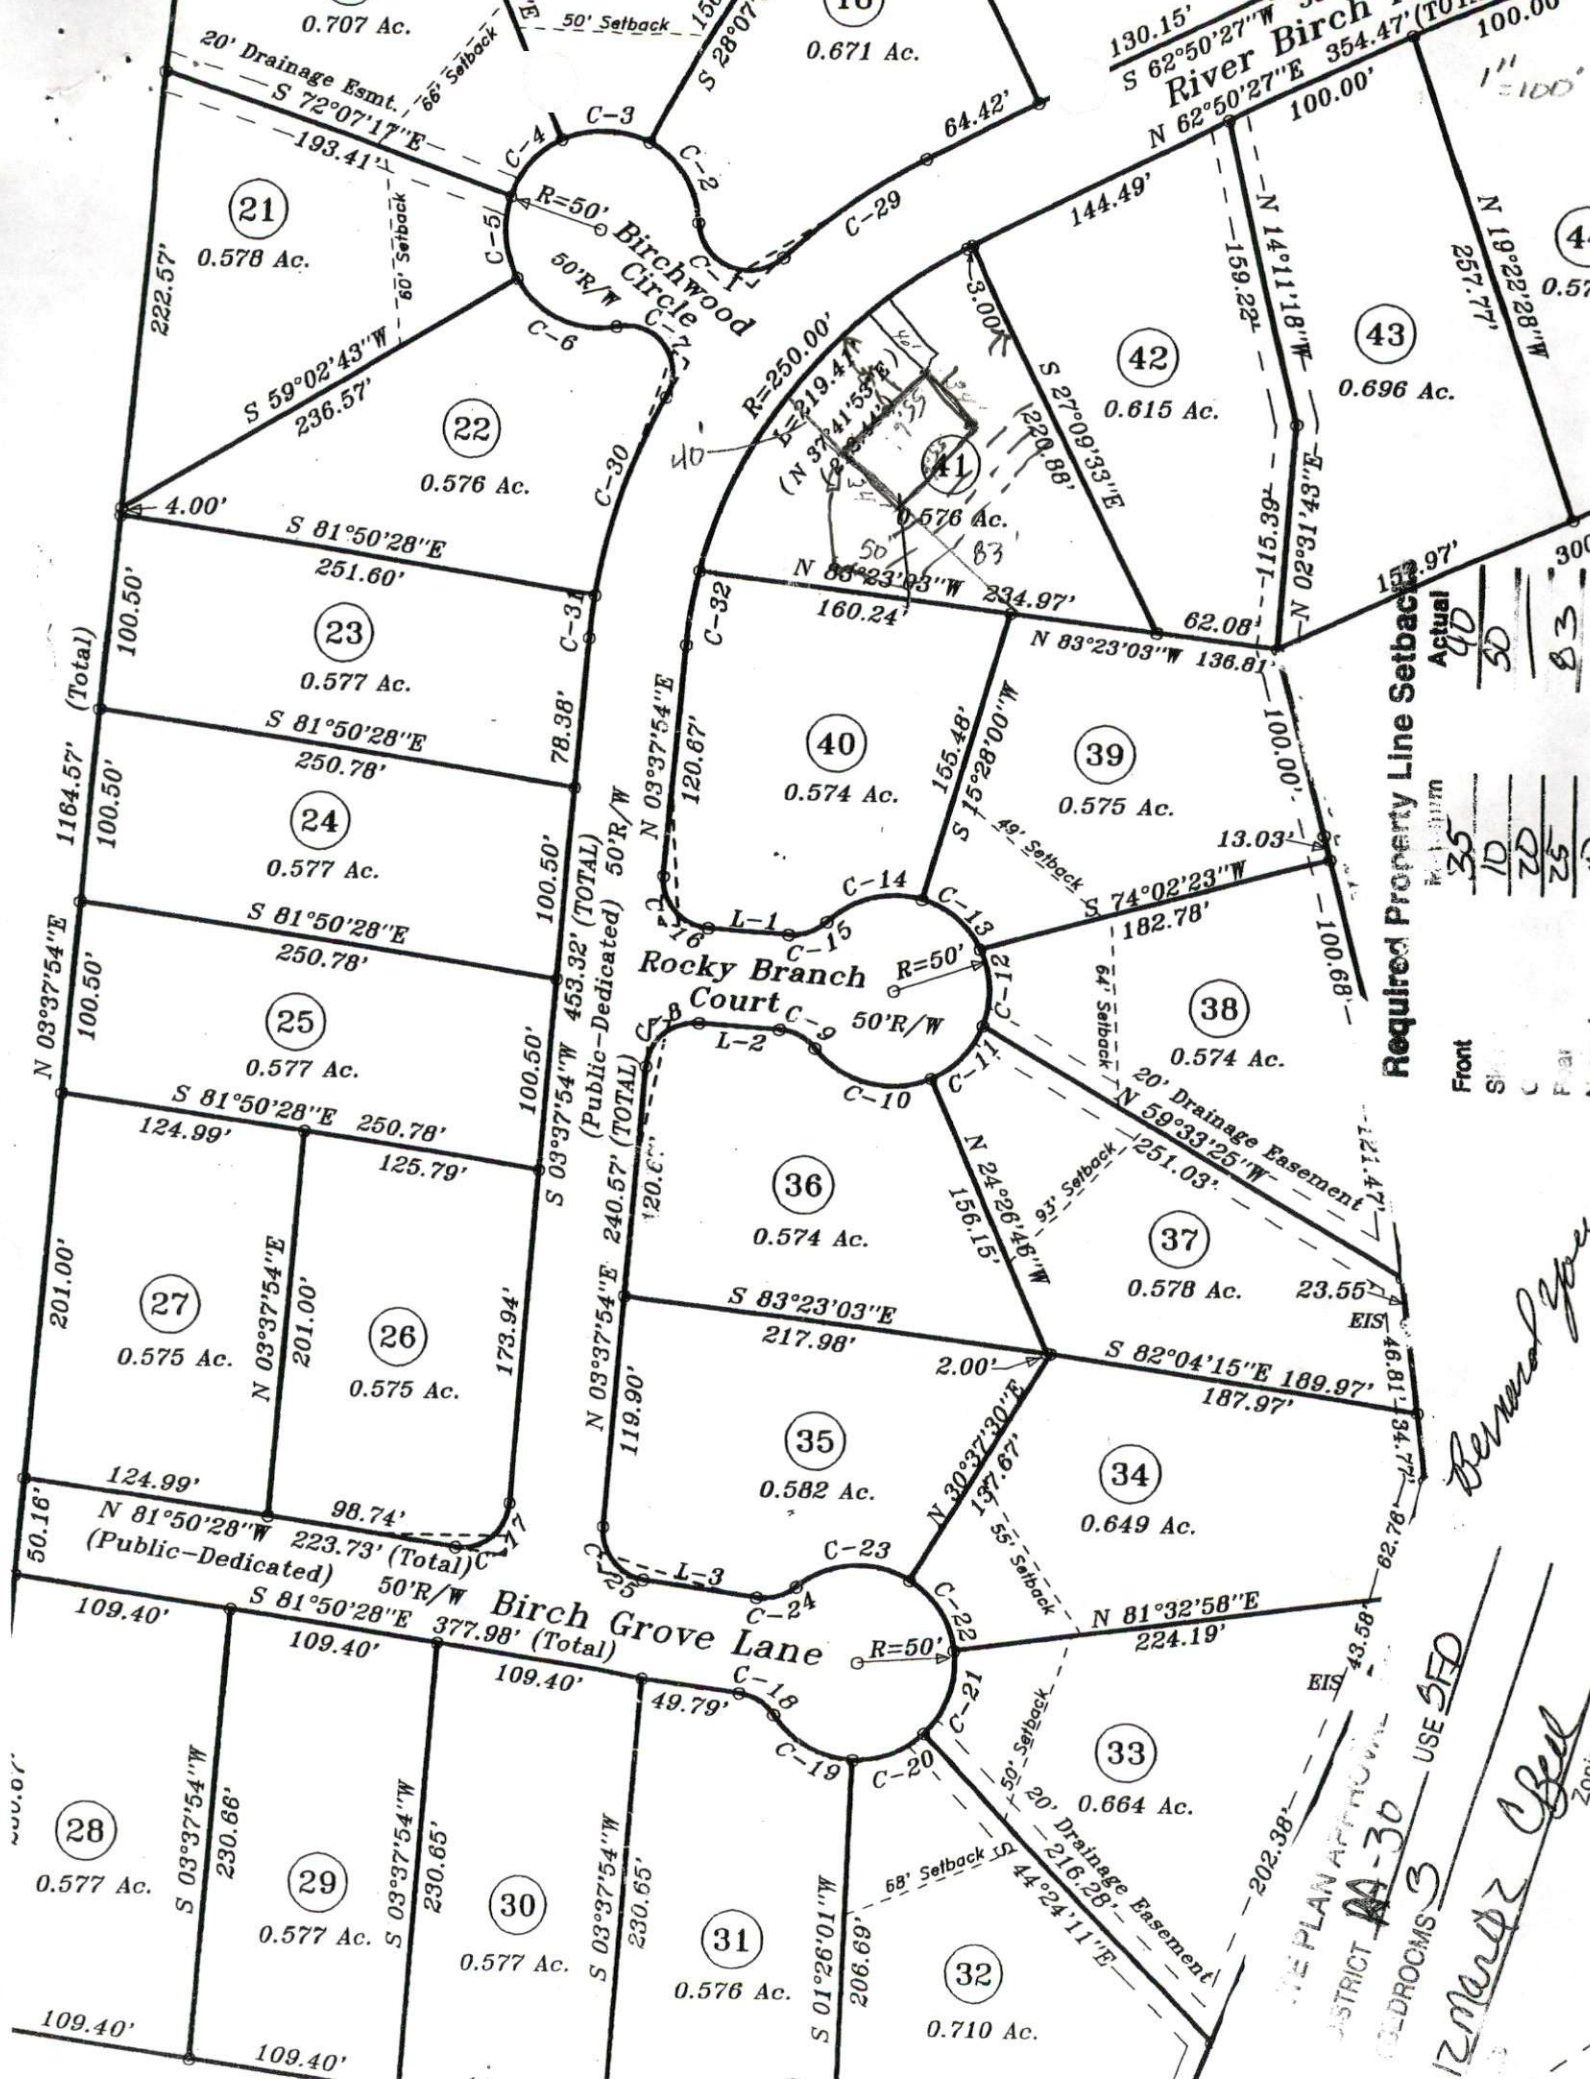 0.707 Ac.
50' Setback
66' Setback
20' Drainage Esmt.
S 72°07'17"E
193.41'
0.671 Ac.
64.42'
130.15'
S 62°50'27"W
River Birch
N 62°50'27"E 354.47'
100.00'
100.00'
1"=100'
144.49'
C-3
C-4
C-2
C-5
R=50'
C-1
C-29
Birchwood
Circle
50'R/W
C-6
C-7
21
0.578 Ac.
60' Setback
222.57'
S 59°02'43"W
236.57'
22
0.576 Ac.
C-30
4.00'
S 81°50'28"E
251.60'
R=250.00'
L=219.41'
40'
40'
3.00'
41
0.576 Ac.
50'
83'
S 27°09'33"E
220.88'
42
0.615 Ac.
159.22'
N 14°11'18"W
43
0.696 Ac.
N 19°22'28"W
257.77'
115.39'
N 02°31'43"E
N 83°23'03"W 234.97'
160.24'
62.08'
N 83°23'03"W 136.81'
C-31
C-32
100.50'
23
0.577 Ac.
78.38'
N 03°37'54"E
120.67'
40
0.574 Ac.
155.48'
S 15°28'00"W
39
0.575 Ac.
100.00'
13.03'
49' Setback
S 74°02'23"W
182.78'
1164.57' (Total)
S 81°50'28"E
250.78'
24
0.577 Ac.
100.50'
100.50'
S 81°50'28"E
250.78'
25
0.577 Ac.
N 03°37'54"E
100.50'
100.50'
S 03°37'54"W 453.32' (TOTAL)
(Public-Dedicated) 50'R/W
C-16
L-1
C-15
C-14
C-13
C-12
Rocky Branch
Court
R=50'
50'R/W
C-8
L-2
C-9
C-10
C-11
64' Setback
38
0.574 Ac.
100.68'
20' Drainage Easement
N 59°33'25"W
251.03'
121.47'
93' Setback
N 24°26'46"W
156.15'
37
0.578 Ac.
23.55'
EIS
S 81°50'28"E 250.78'
124.99'
125.79'
N 03°37'54"E 240.57' (TOTAL)
36
0.574 Ac.
201.00'
27
0.575 Ac.
N 03°37'54"E
201.00'
26
0.575 Ac.
173.94'
S 83°23'03"E
217.98'
2.00'
S 82°04'15"E 189.97'
187.97'
46.81'
34.77'
119.90'
35
0.582 Ac.
N 30°37'30"E
137.67'
34
0.649 Ac.
55' Setback
62.78'
124.99'
N 81°50'28"W 223.73' (Total)
98.74'
(Public-Dedicated)
50'R/W
50.16'
C-17
C-25
L-3
C-24
C-23
C-22
Birch Grove Lane
R=50'
N 81°32'58"E
224.19'
43.58'
EIS
S 81°50'28"E 377.98' (Total)
109.40'
109.40'
109.40'
49.79'
C-18
C-19
C-20
C-21
50' Setback
33
0.664 Ac.
202.38'
20' Drainage Easement
216.28'
S 44°24'11"E
68' Setback
28
0.577 Ac.
S 03°37'54"W
230.66'
29
0.577 Ac.
S 03°37'54"W
230.65'
30
0.577 Ac.
S 03°37'54"W
230.65'
31
0.576 Ac.
S 01°26'01"W
206.69'
32
0.710 Ac.
109.40'
109.40'
Required Property Line Setbacks
Actual
Front 35 40
10 50
20
25 83
Bernard
USE SFD
BEDROOMS 3